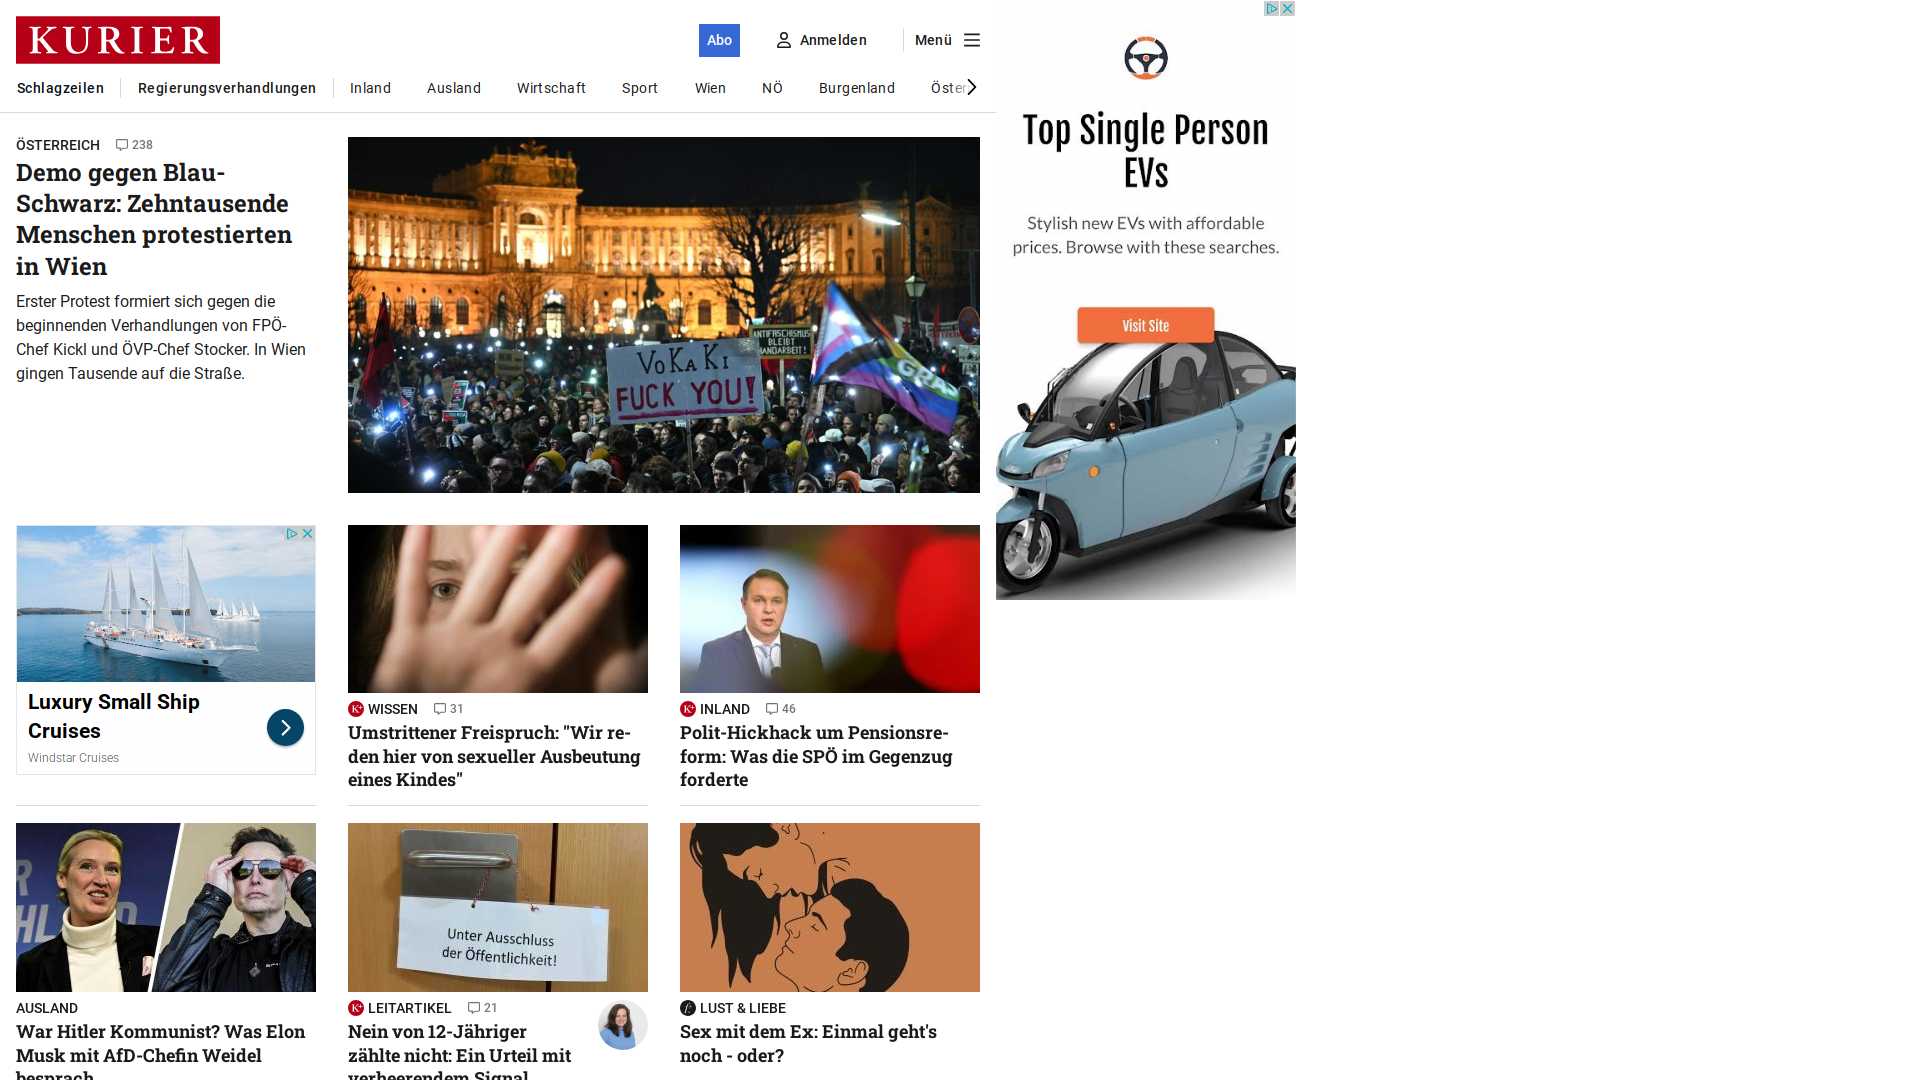 KURIER
Abo
Anmelden
Menü
Schlagzeilen
Regierungsverhandlungen
Inland
Ausland
Wirtschaft
Sport
Wien
NÖ
Burgenland
Öster
ÖSTERREICH 238
Demo gegen Blau-
Schwarz: Zehntausende
Menschen protestierten
in Wien
Erster Protest formiert sich gegen die
beginnenden Verhandlungen von FPÖ-
Chef Kickl und ÖVP-Chef Stocker. In Wien
gingen Tausende auf die Straße.
ANTIFASCHISMUS
BLEIBT
HANDARBEIT!
VoKaKi
FUCK YOU!
Top Single Person
EVs
Stylish new EVs with affordable
prices. Browse with these searches.
Visit Site
Luxury Small Ship
Cruises
Windstar Cruises
K+ WISSEN 31
Umstrittener Freispruch: "Wir re-
den hier von sexueller Ausbeutung
eines Kindes"
K+ INLAND 46
Polit-Hickhack um Pensionsre-
form: Was die SPÖ im Gegenzug
forderte
AUSLAND
War Hitler Kommunist? Was Elon
Musk mit AfD-Chefin Weidel
besprach
Unter Ausschluss
der Öffentlichkeit!
K+ LEITARTIKEL 21
Nein von 12-Jähriger
zählte nicht: Ein Urteil mit
verheerendem Signal
LUST & LIEBE
Sex mit dem Ex: Einmal geht's
noch - oder?